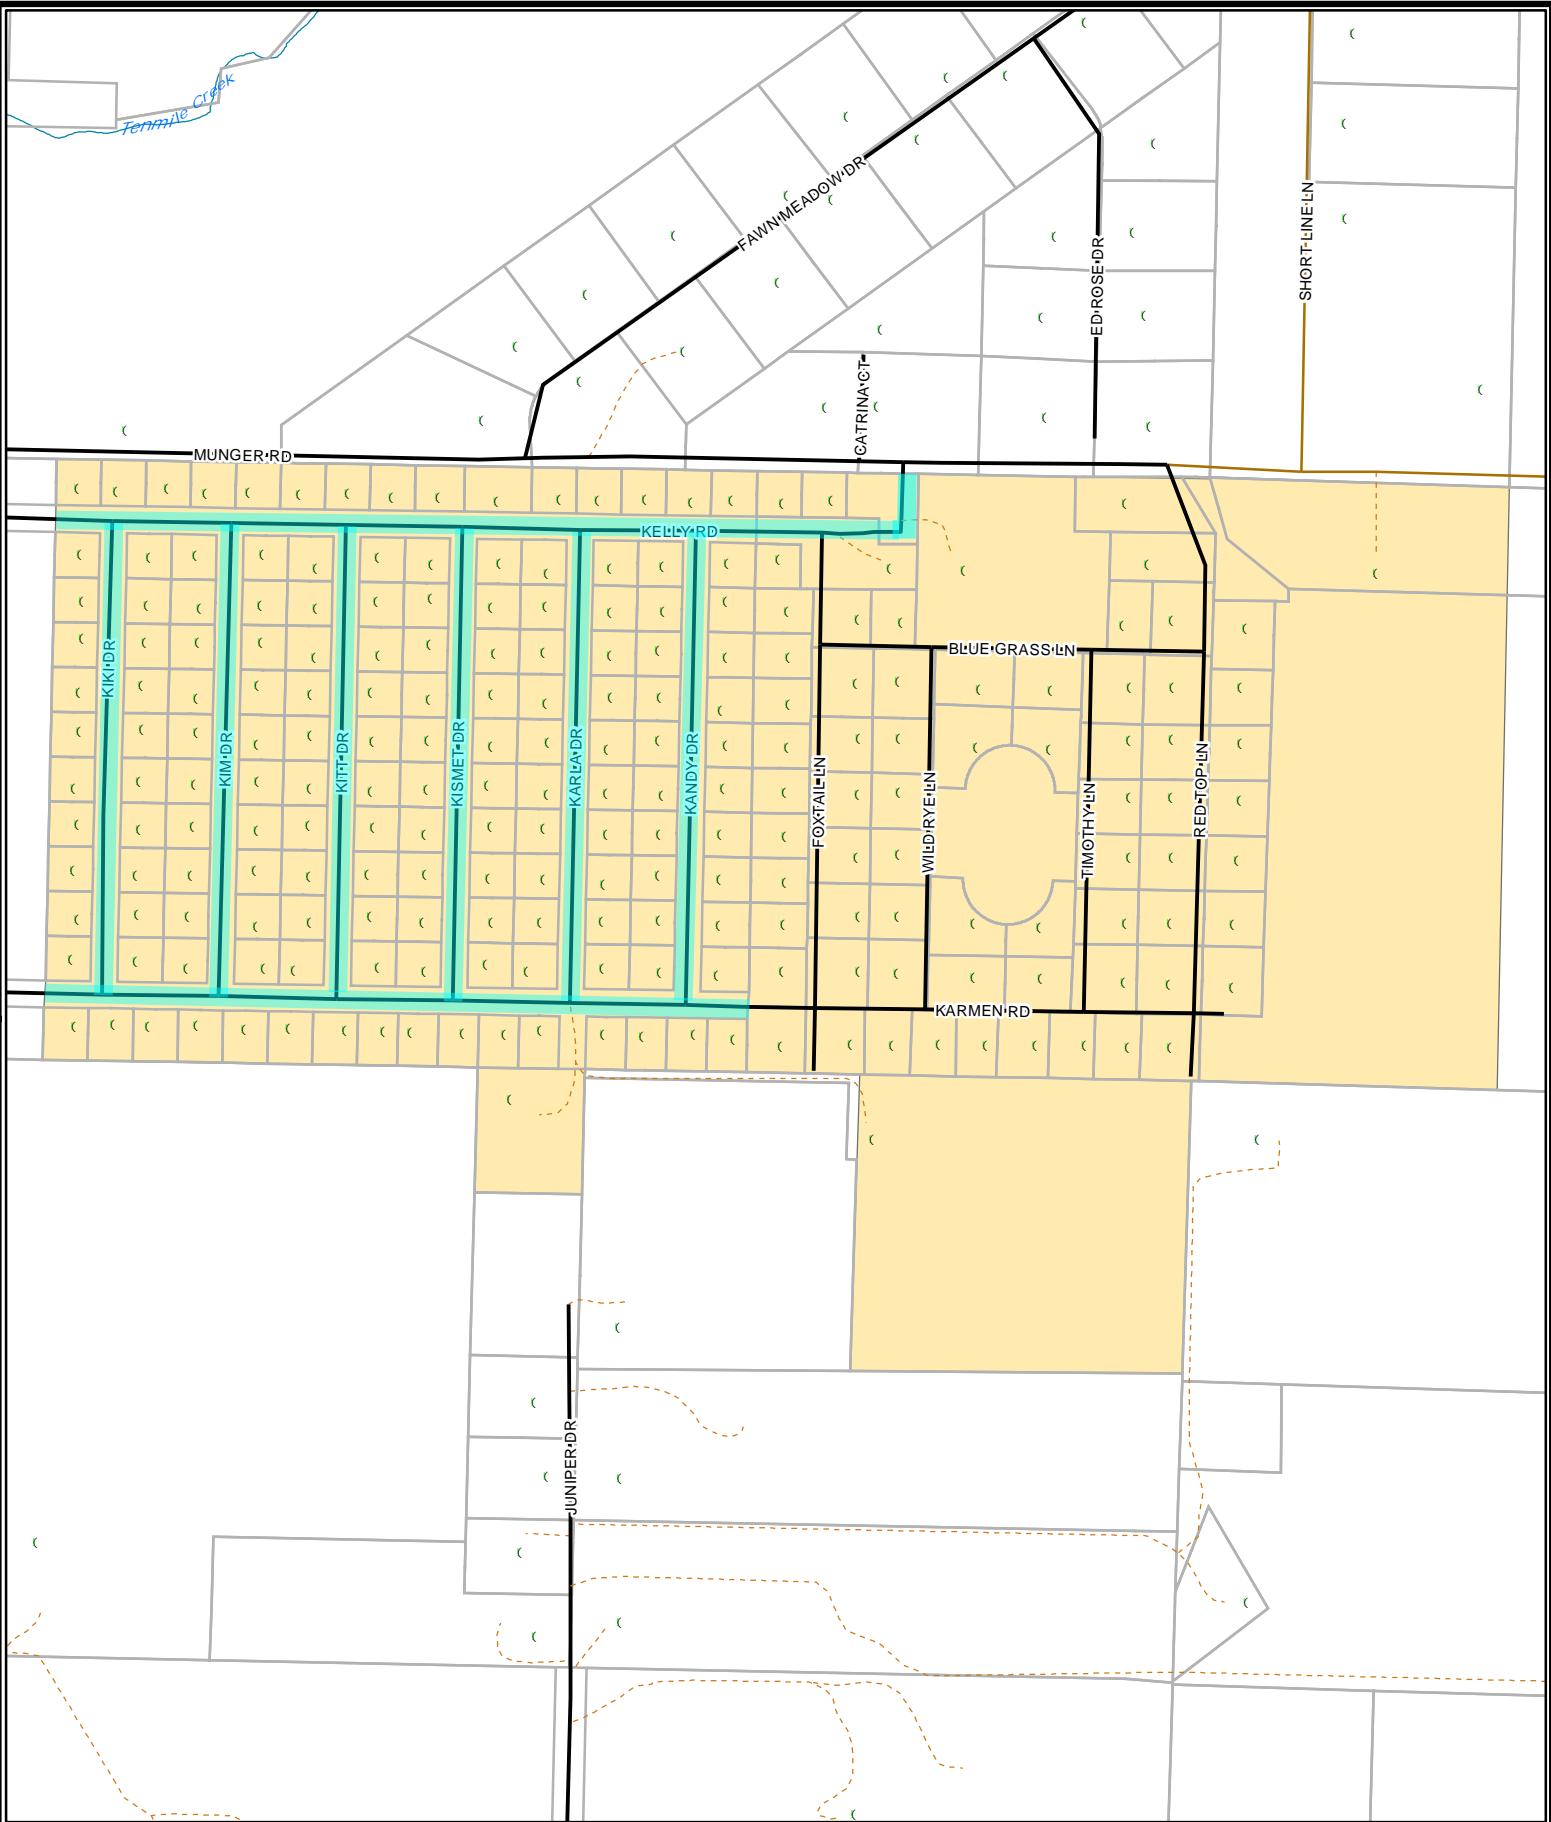 Tenmile Creek
FAWN MEADOW DR
SHORT LINE LN
ED ROSE DR
CATRINA CT
MUNGER RD
KELLY RD
KIKI DR
BLUE GRASS LN
KIM DR
KITT DR
KISMET DR
KARLA DR
KANDY DR
FOXTAIL LN
WILD RYE LN
TIMOTHY LN
RED TOP LN
KARMEN RD
JUNIPER DR